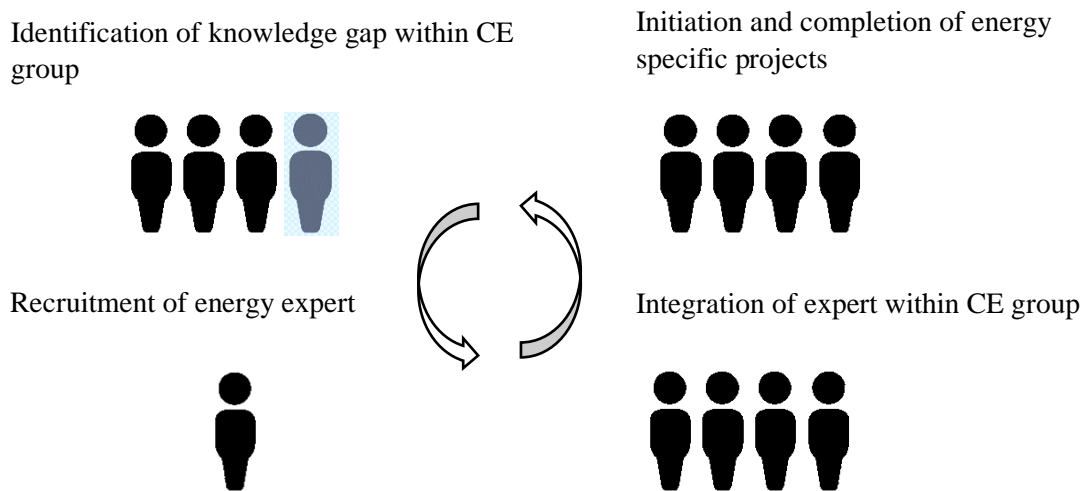 Identification of knowledge gap within CE
group
Initiation and completion of energy
specific projects
Recruitment of energy expert
Integration of expert within CE group